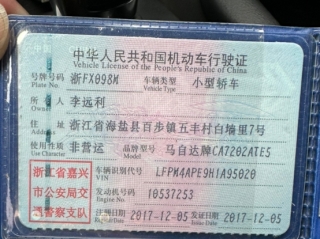 中华人民共和国机动车行驶证
Vehicle License of the People's Republic of China
号牌号码 浙FX098M 车辆类型 小型轿车
Plate No. Vehicle Type
所有人 李远利
Owner
住址 浙江省海盐县百步镇五丰村白墙里7号
Address
使用性质 非营运 品牌型号 马自达牌CA7202ATE5
Use Character Model
浙江省嘉兴
市公安局交
通警察支队
车辆识别代号 LFPM4APE9H1A95020
VIN
发动机号码 10537253
Engine No.
注册日期 2017-12-05 发证日期 2017-12-05
Register Date Issue Date